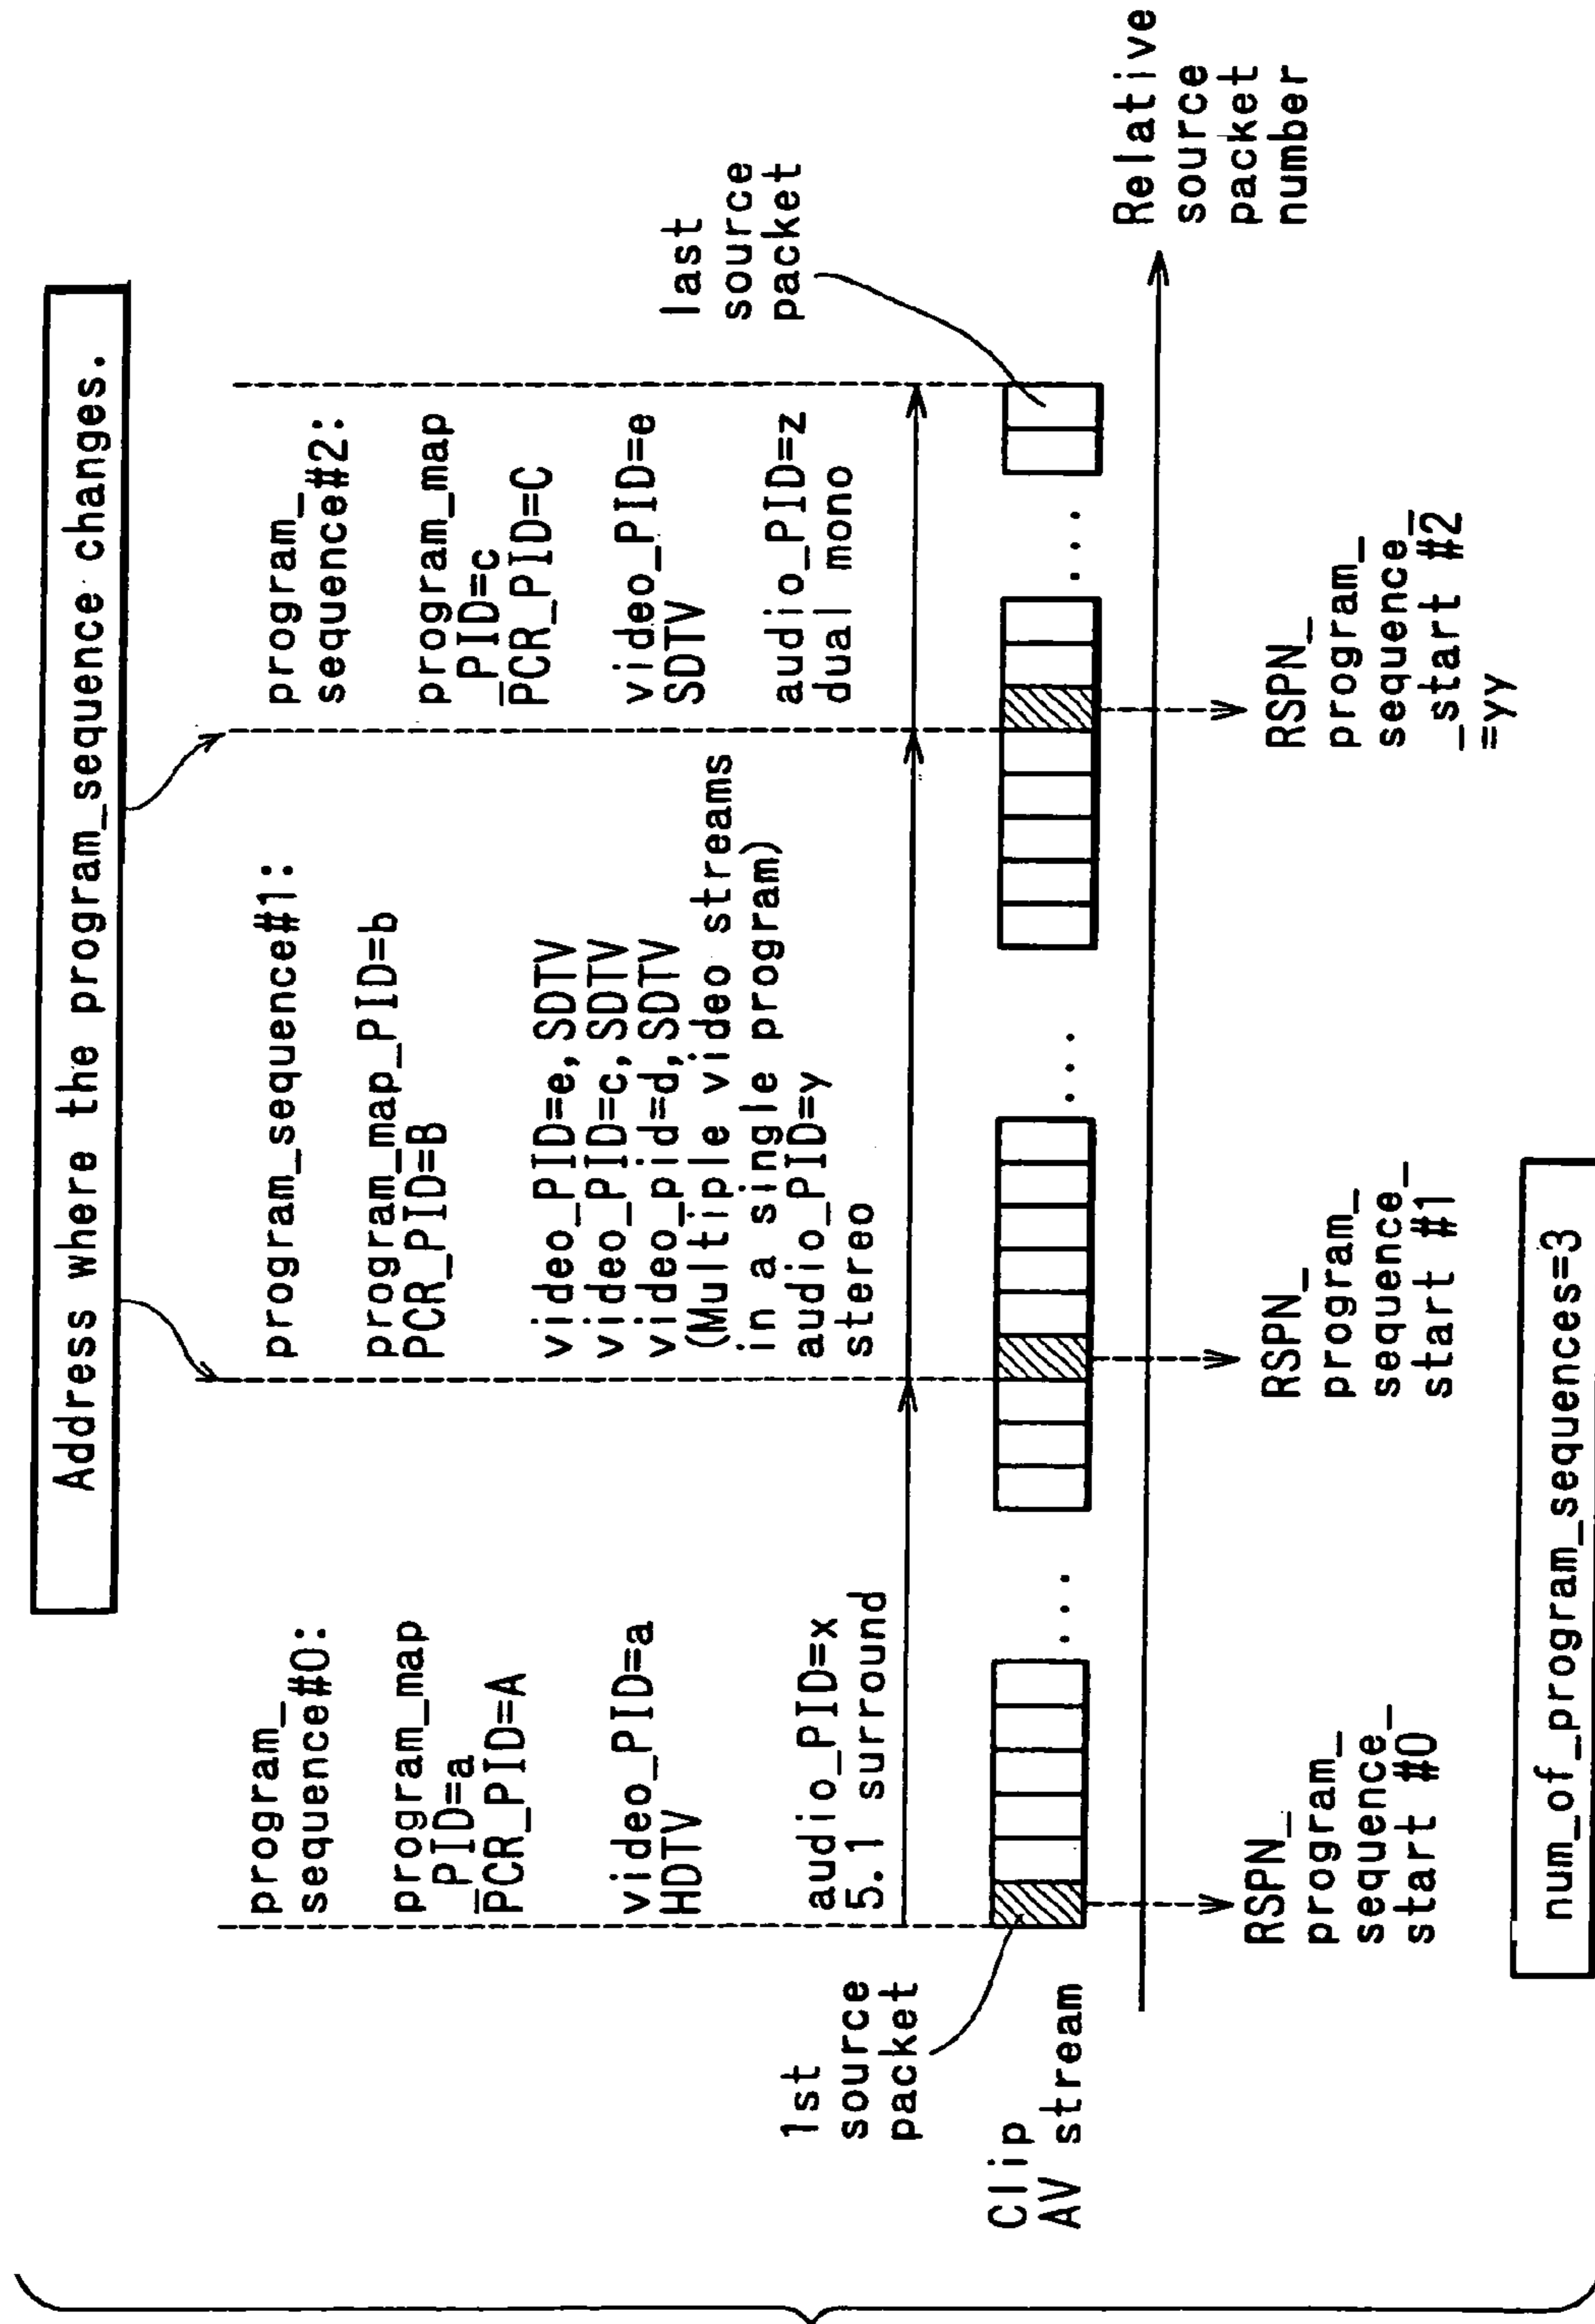 Address where the program_sequence changes.
program_
sequence#0:
program_map
_PID=a
PCR_PID=A
video_PID=a
HDTV
audio_PID=x
5.1 surround
program_sequence#1:
program_map_PID=b
PCR_PID=B
video_PID=e,SDTV
video_PID=c,SDTV
video_pid=d,SDTV
(Multiple video streams
in a single program)
audio_PID=y
stereo
program_
sequence#2:
program_map
_PID=c
PCR_PID=C
video_PID=e
SDTV
audio_PID=z
dual mono
1st
source
packet
last
source
packet
Clip
AV stream
....
...
...
Relative
source
packet
number
RSPN_
program_
sequence_
start #0
RSPN_
program_
sequence_
start #1
RSPN_
program_
sequence_
_start #2
=yy
num_of_program_sequences=3